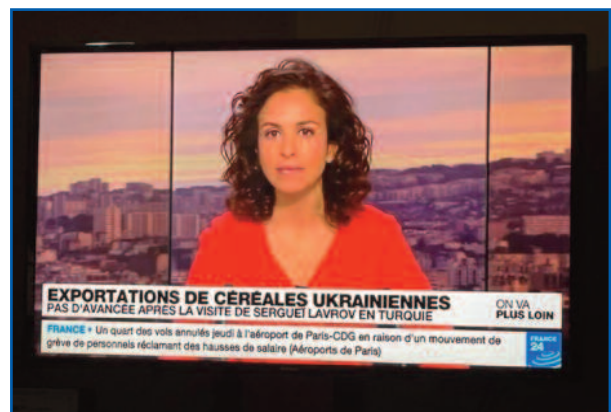 EXPORTATIONS DE CÉRÉALES UKRAINIENNES
PAS D'AVANCÉE APRÈS LA VISITE DE SERGUEÏ LAVROV EN TURQUIE
ON VA
PLUS LOIN
FRANCE • Un quart des vols annulés jeudi à l'aéroport de Paris-CDG en raison d'un mouvement de
grève de personnels réclamant des hausses de salaire (Aéroports de Paris)
FRANCE
24